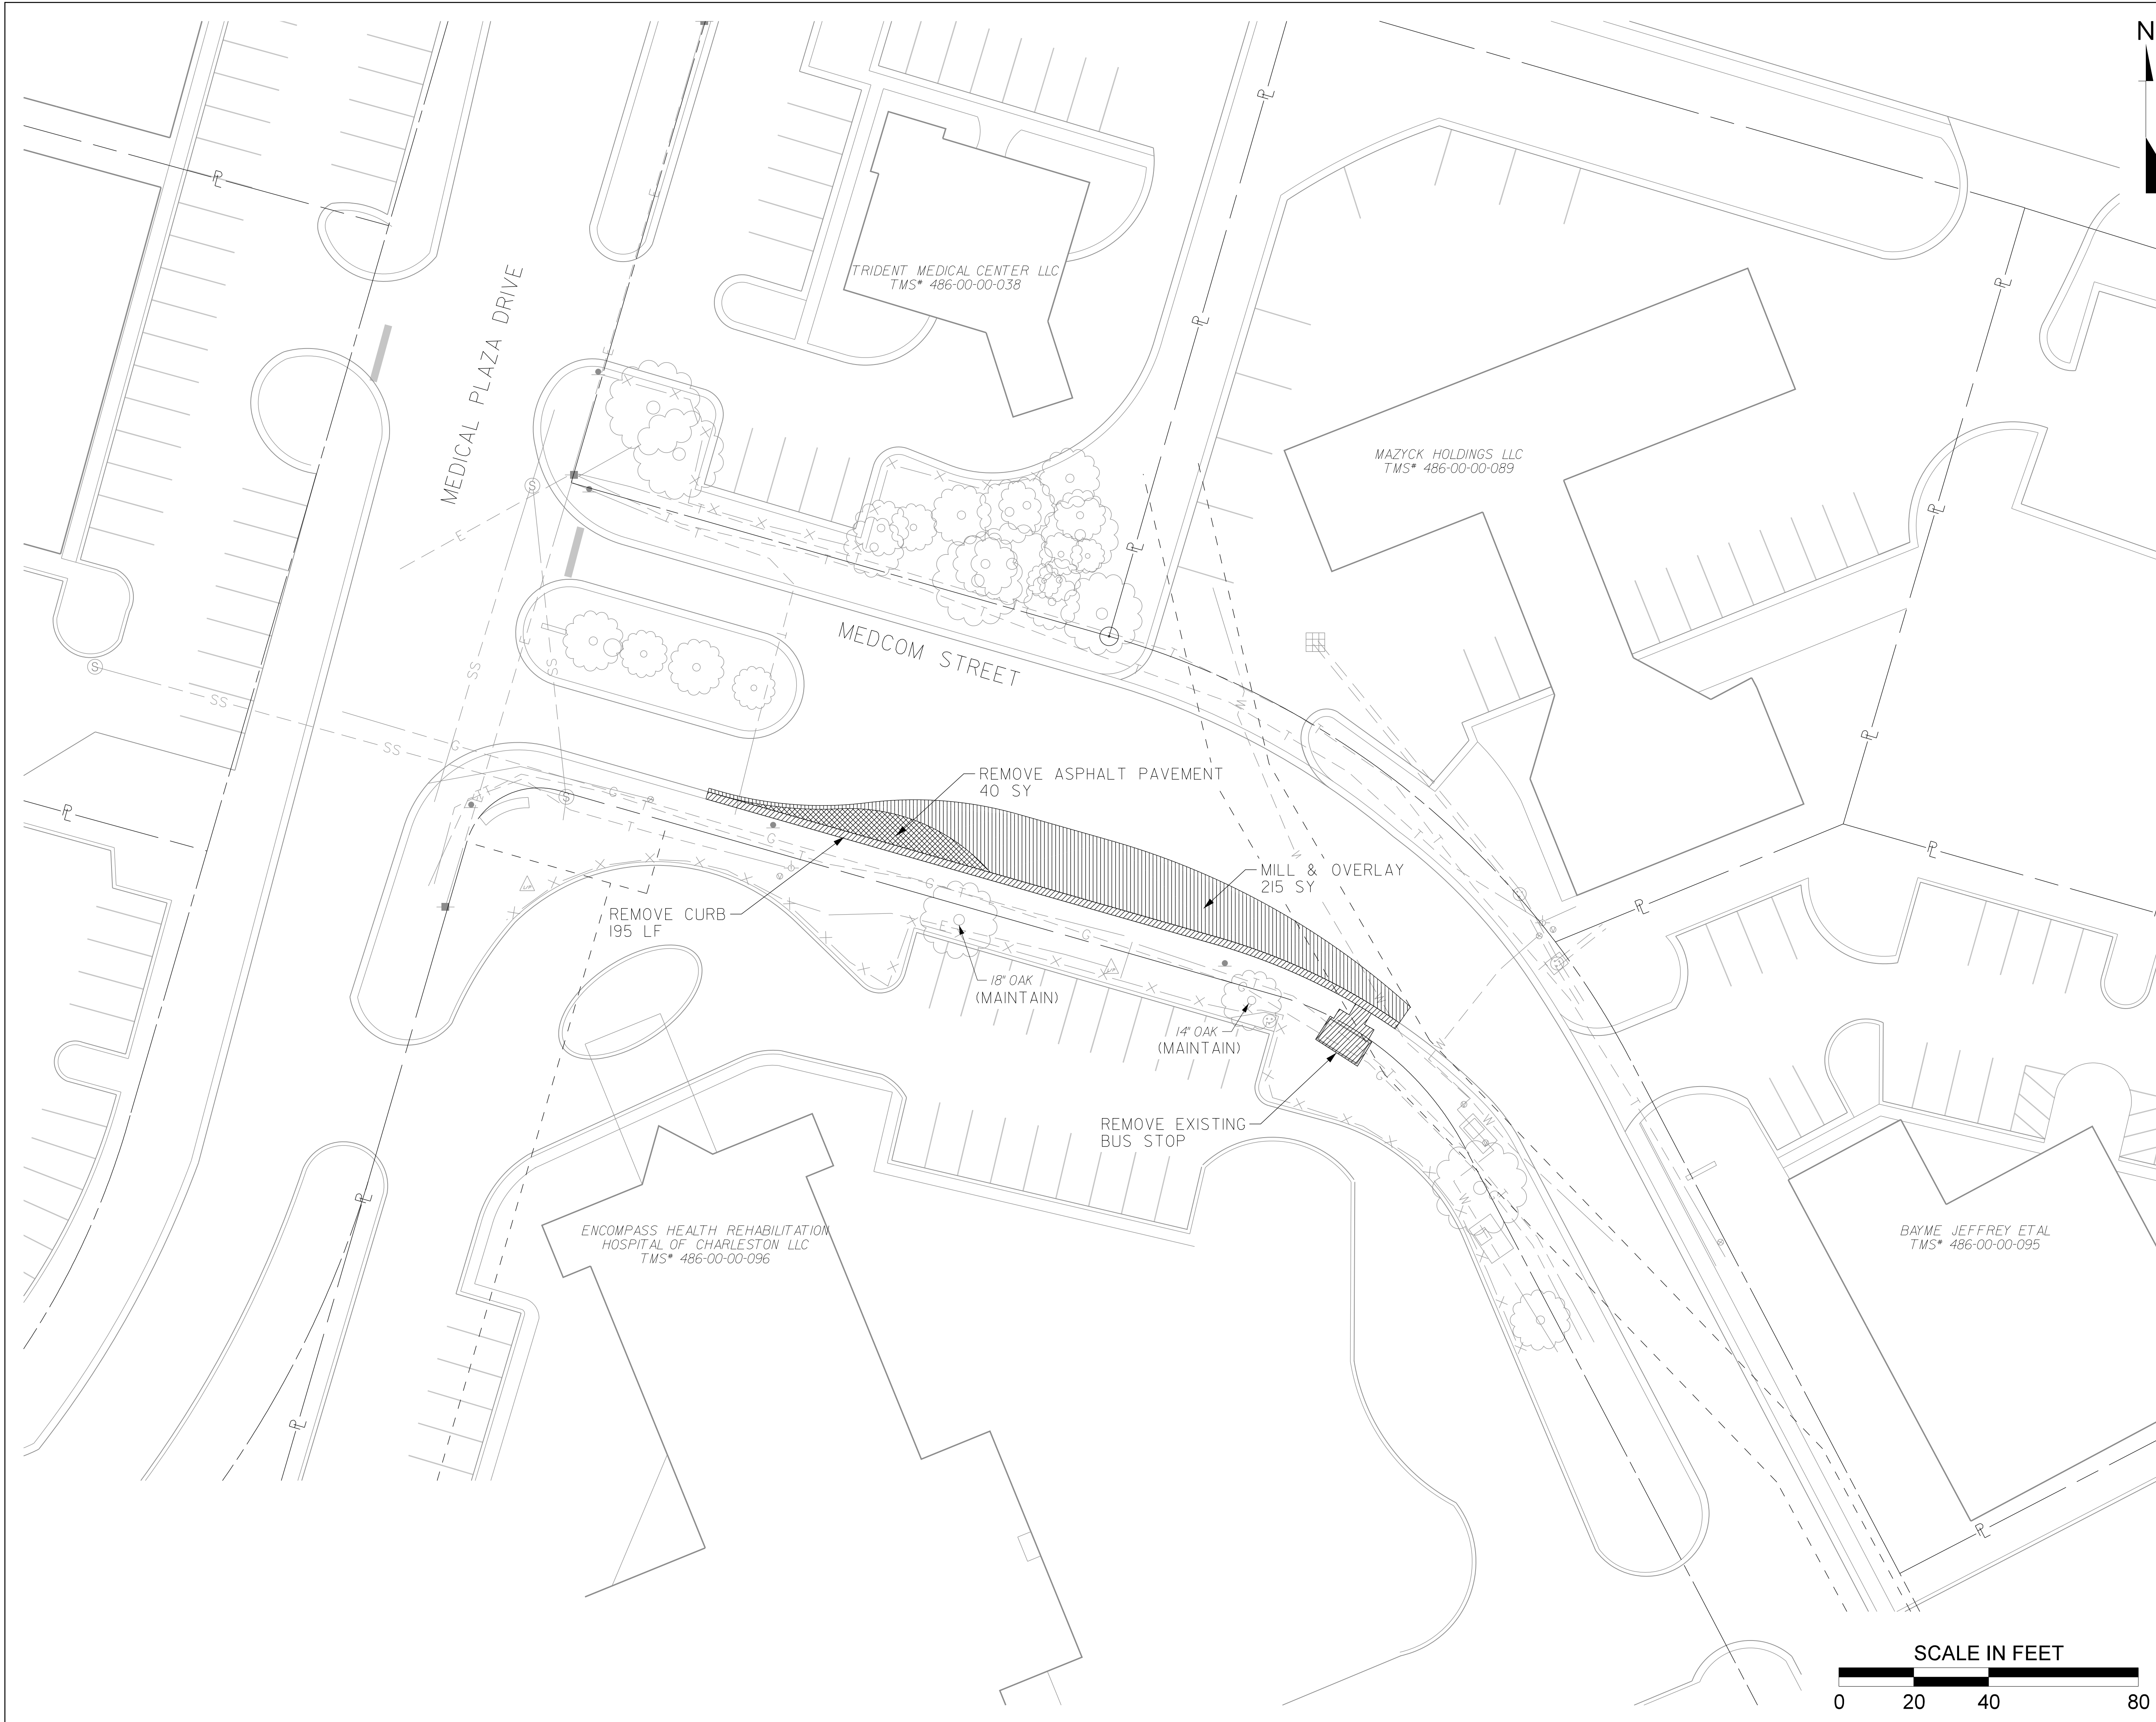 N
TRIDENT MEDICAL CENTER LLC
TMS# 486-00-00-038
MEDICAL PLAZA DRIVE
MAZYCK HOLDINGS LLC
TMS# 486-00-00-089
MEDCOM STREET
REMOVE ASPHALT PAVEMENT
40 SY
MILL & OVERLAY
215 SY
REMOVE CURB
195 LF
18" OAK
(MAINTAIN)
14" OAK
(MAINTAIN)
REMOVE EXISTING
BUS STOP
ENCOMPASS HEALTH REHABILITATION
HOSPITAL OF CHARLESTON LLC
TMS# 486-00-00-096
BAYME JEFFREY ETAL
TMS# 486-00-00-095
SCALE IN FEET
0 20 40 80